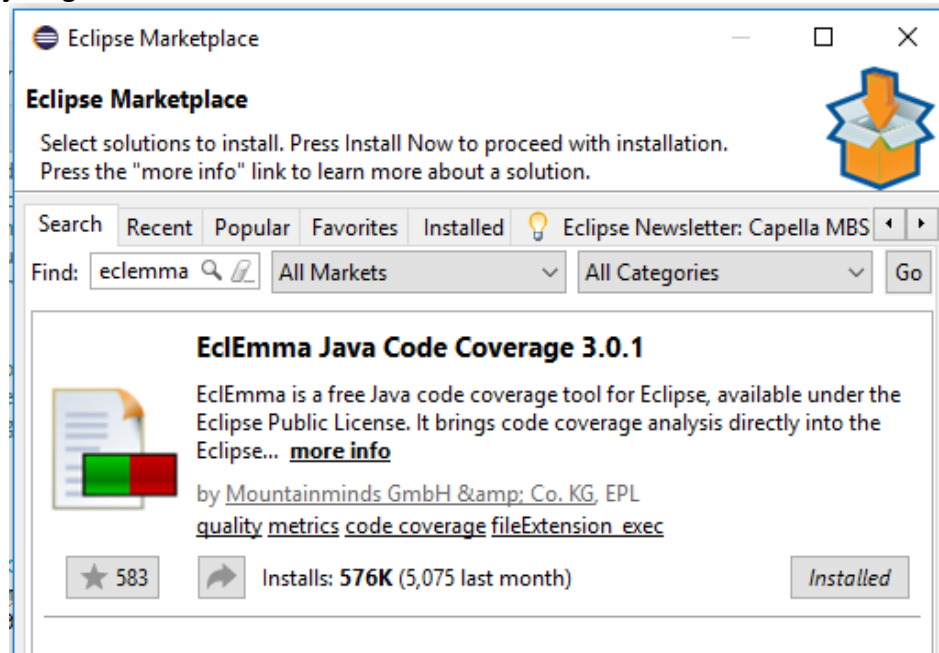 Eclipse Marketplace
Eclipse Marketplace
Select solutions to install. Press Install Now to proceed with installation.
Press the "more info" link to learn more about a solution.
Search Recent Popular Favorites Installed Eclipse Newsletter: Capella MBS
Find: eclemma All Markets All Categories Go
EclEmma Java Code Coverage 3.0.1
EclEmma is a free Java code coverage tool for Eclipse, available under the
Eclipse Public License. It brings code coverage analysis directly into the
Eclipse... more info
by Mountainminds GmbH &amp; Co. KG, EPL
quality metrics code coverage fileExtension_exec
583 Installs: 576K (5,075 last month) Installed